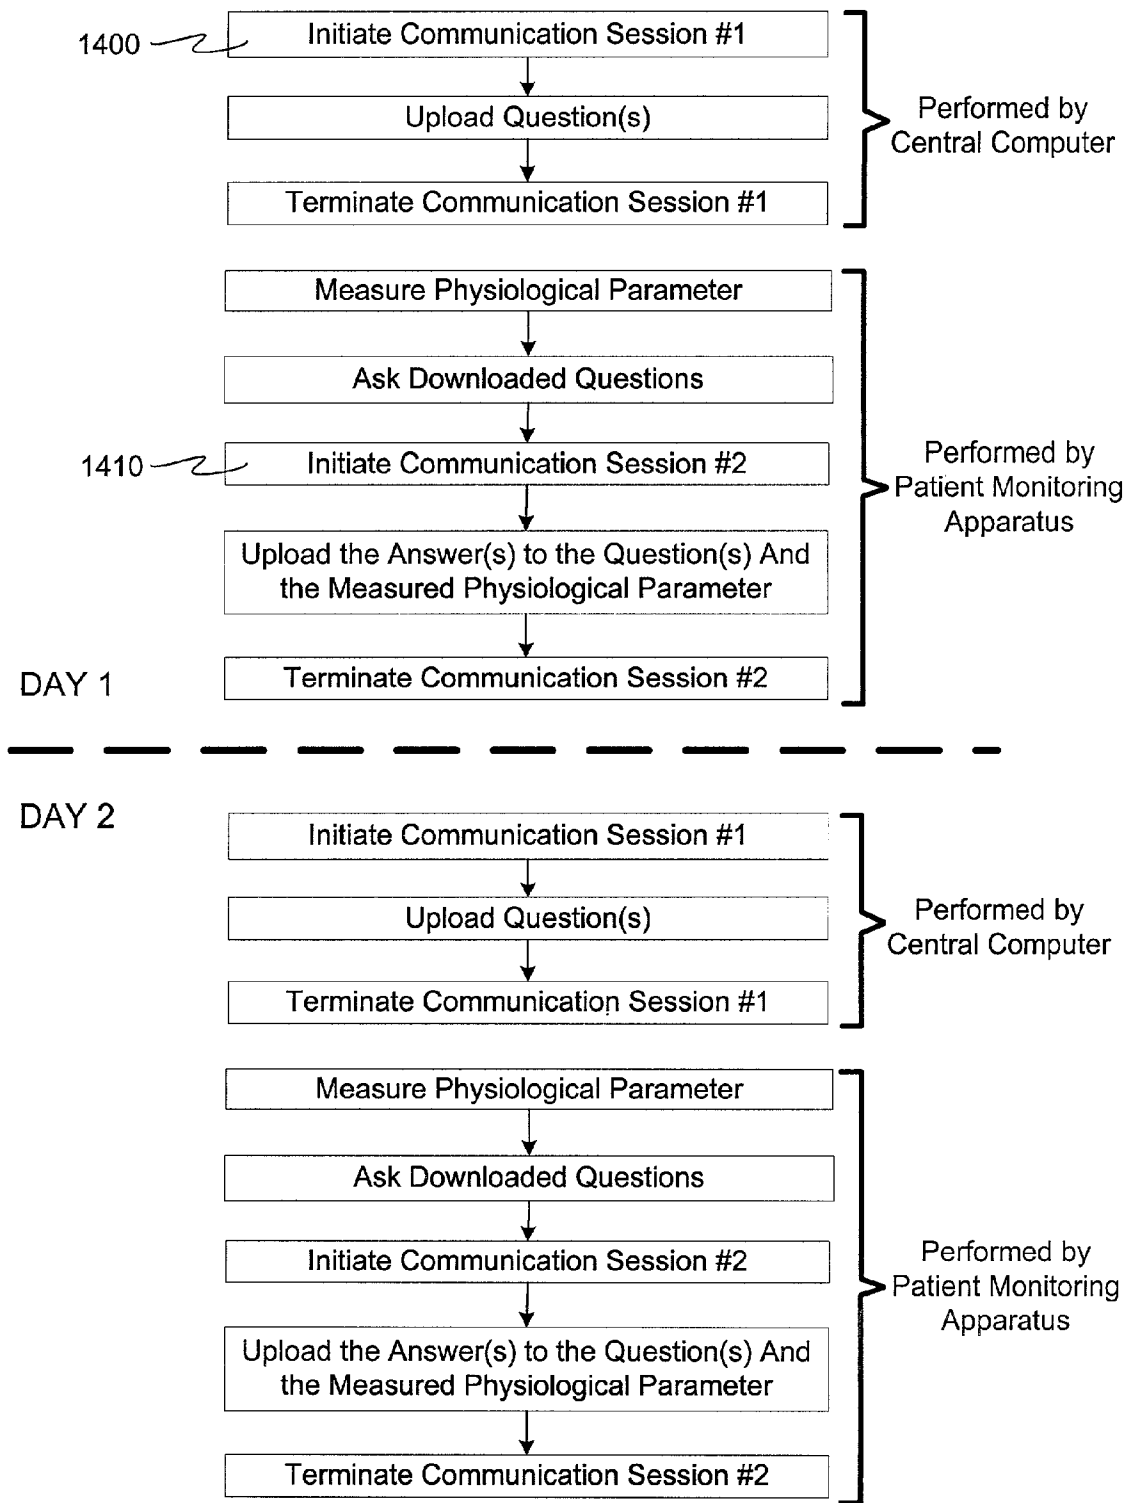 1400
Initiate Communication Session #1
Upload Question(s)
Terminate Communication Session #1
Performed by
Central Computer
Measure Physiological Parameter
Ask Downloaded Questions
1410
Initiate Communication Session #2
Upload the Answer(s) to the Question(s) And
the Measured Physiological Parameter
Terminate Communication Session #2
Performed by
Patient Monitoring
Apparatus
DAY 1
DAY 2
Initiate Communication Session #1
Upload Question(s)
Terminate Communication Session #1
Performed by
Central Computer
Measure Physiological Parameter
Ask Downloaded Questions
Initiate Communication Session #2
Upload the Answer(s) to the Question(s) And
the Measured Physiological Parameter
Terminate Communication Session #2
Performed by
Patient Monitoring
Apparatus